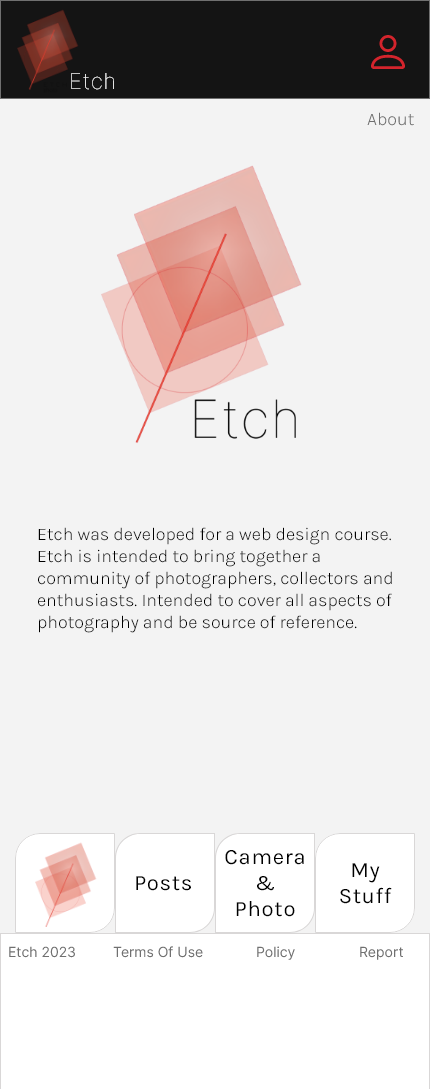 Etch
About
Etch
Etch was developed for a web design course.
Etch is intended to bring together a
community of photographers, collectors and
enthusiasts. Intended to cover all aspects of
photography and be source of reference.
Posts
Camera
&
Photo
My
Stuff
Etch 2023
Terms Of Use
Policy
Report